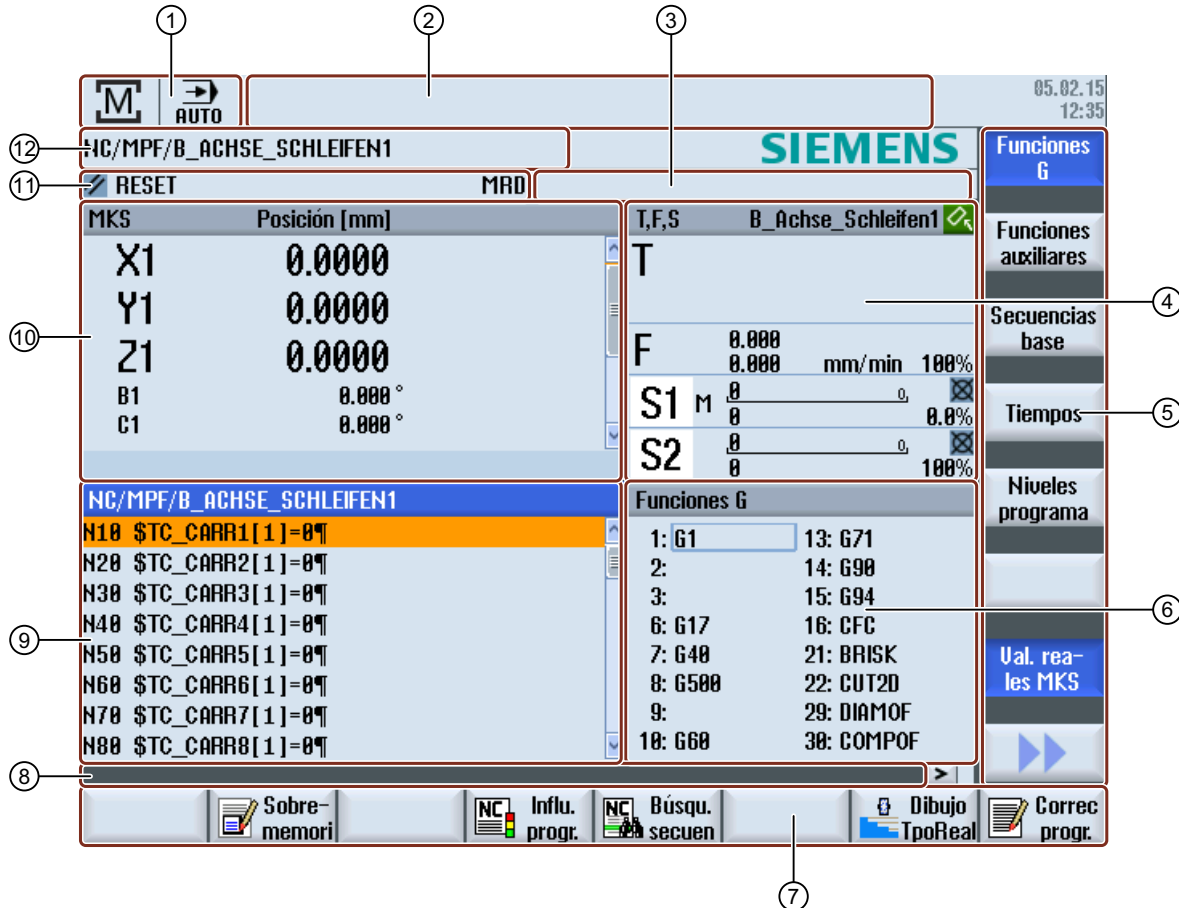 1
2
3
M
AUTO
05.02.15
12:35
12
NC/MPF/B_ACHSE_SCHLEIFEN1
SIEMENS
Funciones
G
11
RESET
MRD
MKS
Posición [mm]
X1 0.0000
Y1 0.0000
Z1 0.0000
B1 0.000 °
C1 0.000 °
10
T,F,S
B_Achse_Schleifen1
T
F
0.000
0.000 mm/min 100%
S1 M 0 0,
0 0.0%
S2 0 0,
0 100%
4
Funciones
auxiliares
Secuencias
base
Tiempos
5
Niveles
programa
Val. rea-
les MKS
NC/MPF/B_ACHSE_SCHLEIFEN1
N10 $TC_CARR1[1]=0¶
N20 $TC_CARR2[1]=0¶
N30 $TC_CARR3[1]=0¶
N40 $TC_CARR4[1]=0¶
N50 $TC_CARR5[1]=0¶
N60 $TC_CARR6[1]=0¶
N70 $TC_CARR7[1]=0¶
N80 $TC_CARR8[1]=0¶
9
Funciones G
1: G1 13: G71
2: 14: G90
3: 15: G94
6: G17 16: CFC
7: G40 21: BRISK
8: G500 22: CUT2D
9: 29: DIAMOF
10: G60 30: COMPOF
6
8
>
Sobre-
memori
NC Influ.
progr.
NC Búsqu.
secuen
Dibujo
TpoReal
Correc
progr.
7